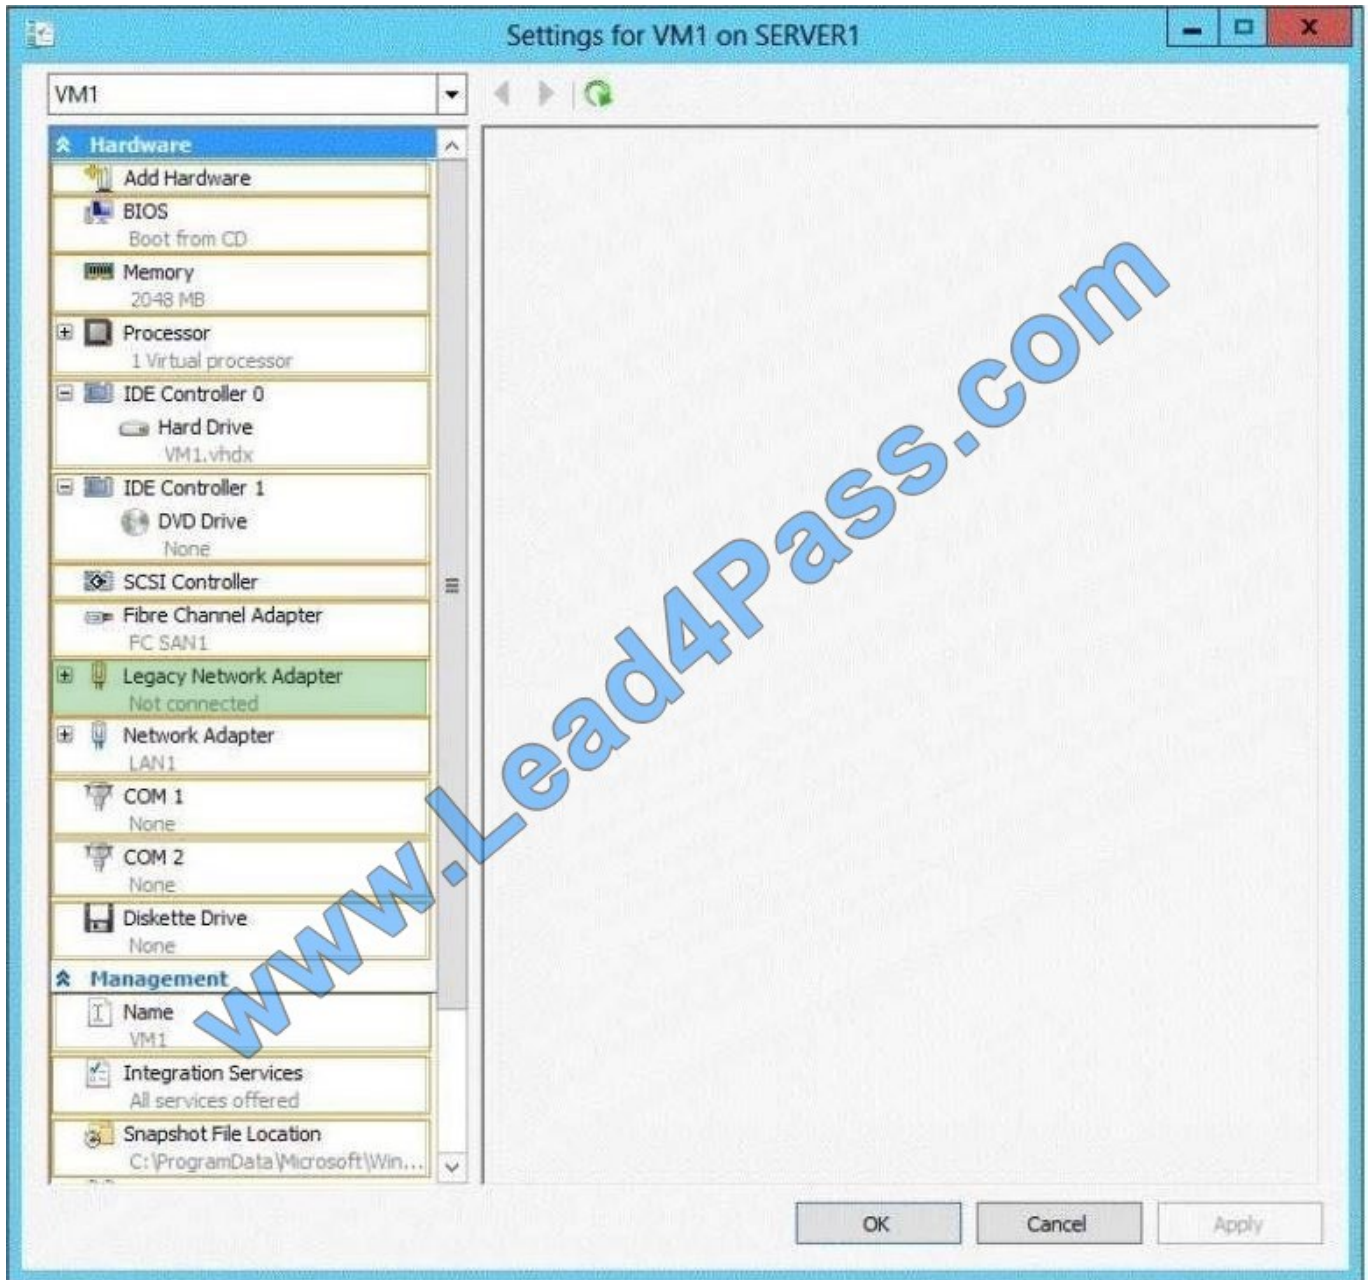 Settings for VM1 on SERVER1
X
VM1
Hardware
Add Hardware
BIOS
Boot from CD
Memory
2048 MB
Processor
1 Virtual processor
IDE Controller 0
Hard Drive
VM1.vhdx
IDE Controller 1
DVD Drive
None
SCSI Controller
Fibre Channel Adapter
FC SAN1
Legacy Network Adapter
Not connected
Network Adapter
LAN1
COM 1
None
COM 2
None
Diskette Drive
None
Management
Name
VM1
Integration Services
All services offered
Snapshot File Location
C:\ProgramData\Microsoft\Win...
www.Lead4Pass.com
OK
Cancel
Apply